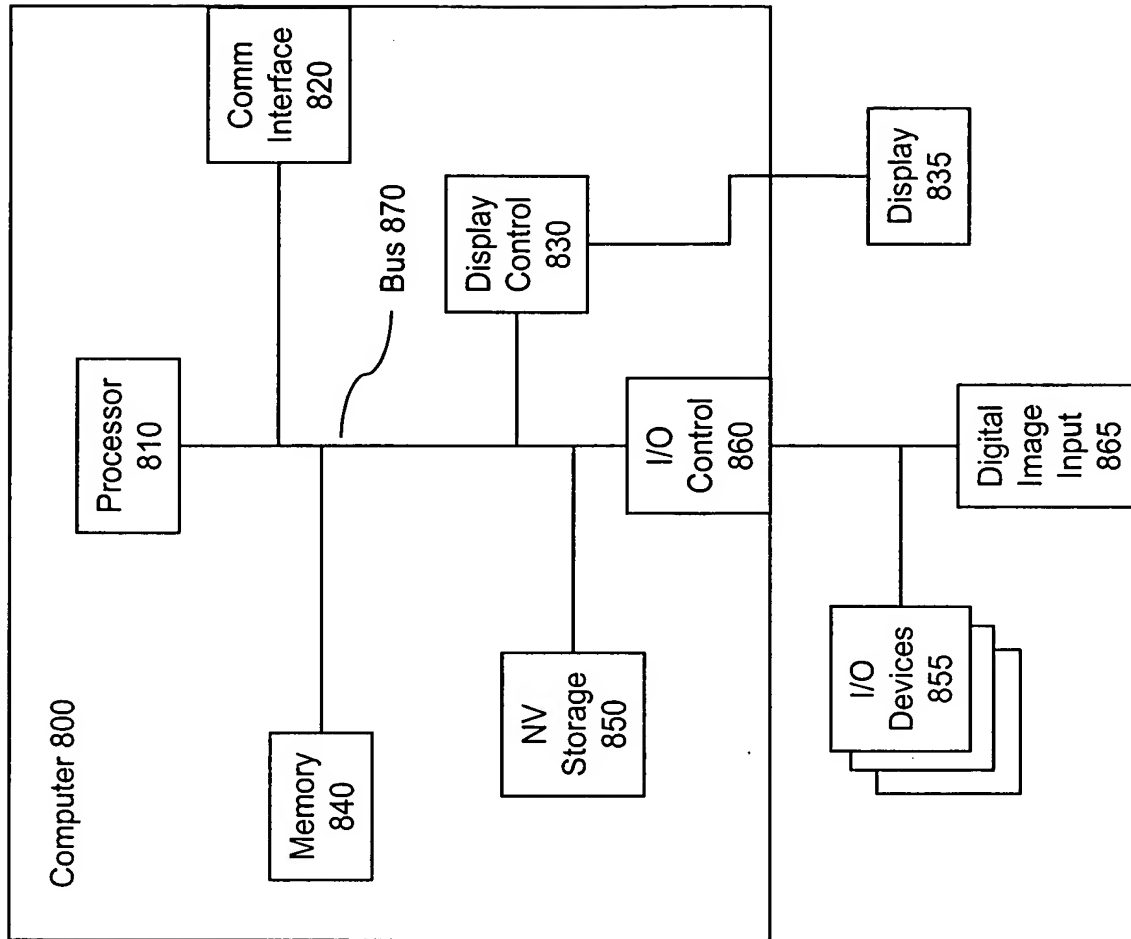 Computer 800
Processor
810
Comm
Interface
820
Memory
840
Bus 870
NV
Storage
850
Display
Control
830
I/O
Control
860
I/O
Devices
855
Digital
Image
Input
865
Display
835